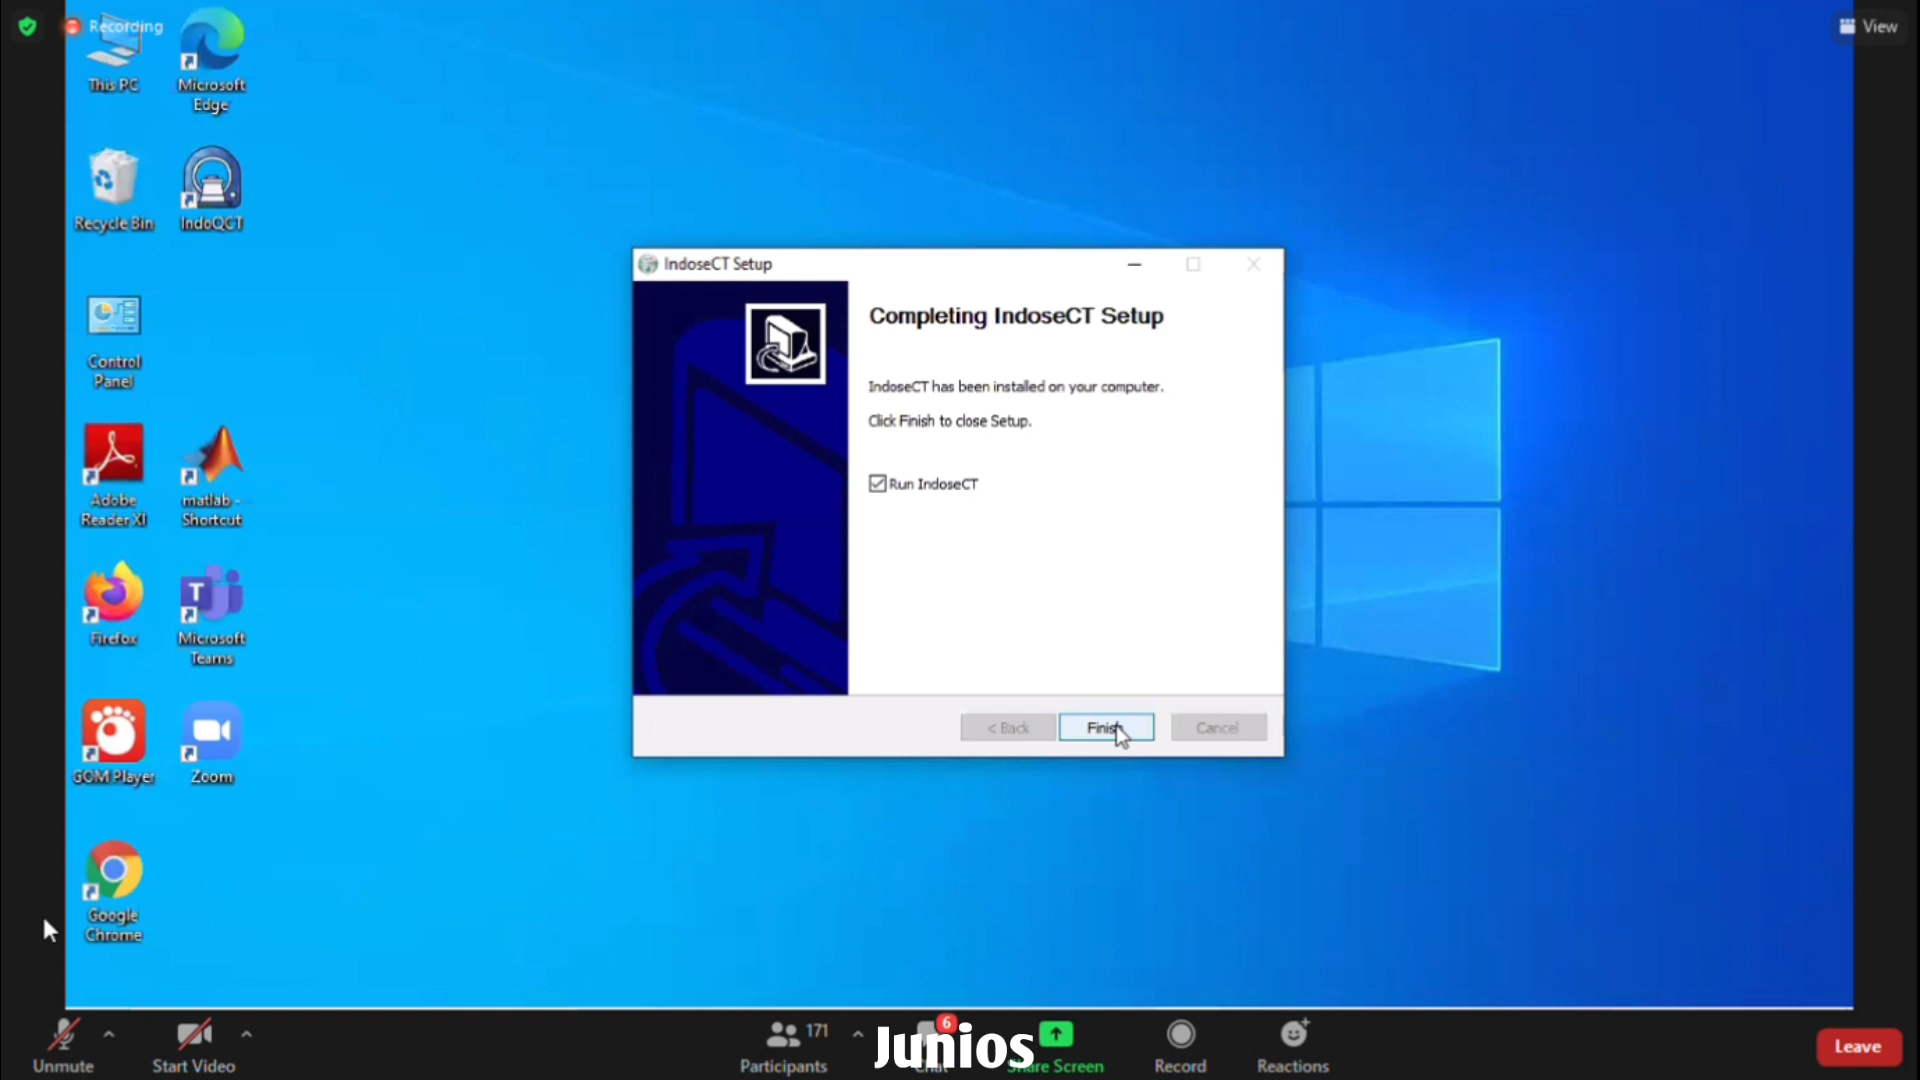 Recording
View
This PC
Microsoft
Edge
Recycle Bin
IndoQCT
Control
Panel
Adobe
Reader XI
matlab -
Shortcut
Firefox
Microsoft
Teams
GOM Player
Zoom
Google
Chrome
IndoseCT Setup
Completing IndoseCT Setup
IndoseCT has been installed on your computer.
Click Finish to close Setup.
Run IndoseCT
< Back
Finish
Cancel
Unmute
Start Video
171
Participants
6
Chat
Junios
Share Screen
Record
Reactions
Leave